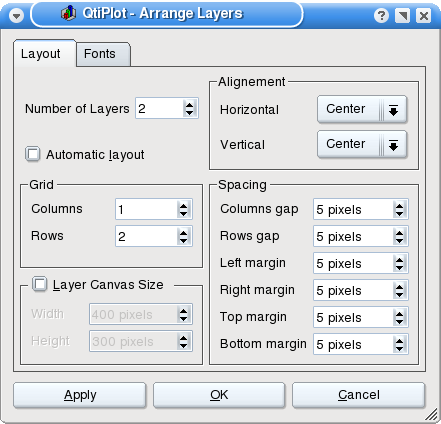 QtiPlot - Arrange Layers
Layout
Fonts
Number of Layers 2
Automatic layout
Alignement
Horizontal Center
Vertical Center
Grid
Columns 1
Rows 2
Layer Canvas Size
Width 400 pixels
Height 300 pixels
Spacing
Columns gap 5 pixels
Rows gap 5 pixels
Left margin 5 pixels
Right margin 5 pixels
Top margin 5 pixels
Bottom margin 5 pixels
Apply
OK
Cancel